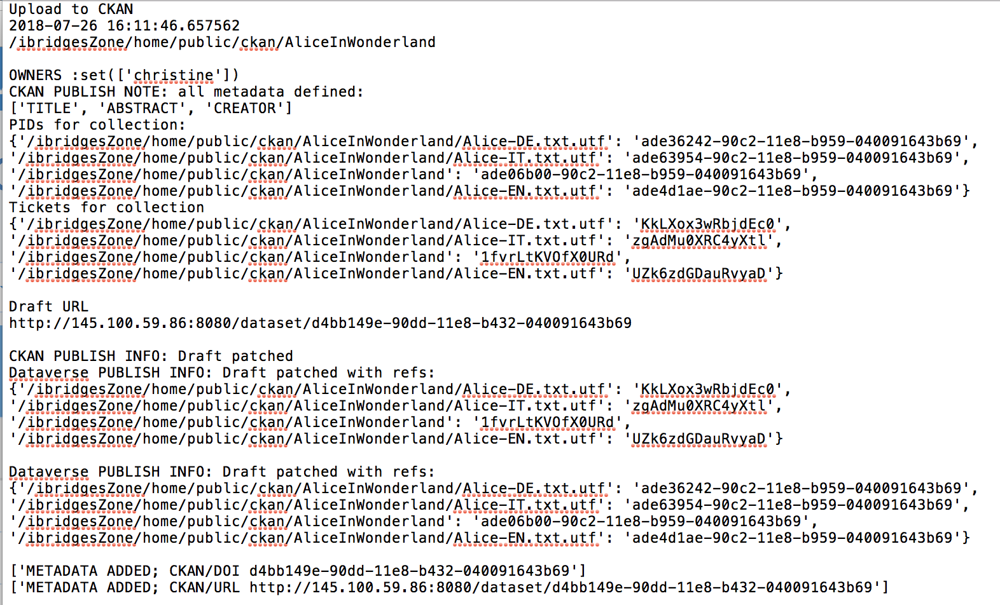 Upload to CKAN
2018-07-26 16:11:46.657562
/ibridgesZone/home/public/ckan/AliceInWonderland
OWNERS :set(['christine'])
CKAN PUBLISH NOTE: all metadata defined:
['TITLE', 'ABSTRACT', 'CREATOR']
PIDs for collection:
{'/ibridgesZone/home/public/ckan/AliceInWonderland/Alice-DE.txt.utf': 'ade36242-90c2-11e8-b959-040091643b69',
'/ibridgesZone/home/public/ckan/AliceInWonderland/Alice-IT.txt.utf': 'ade63954-90c2-11e8-b959-040091643b69',
'/ibridgesZone/home/public/ckan/AliceInWonderland': 'ade06b00-90c2-11e8-b959-040091643b69',
'/ibridgesZone/home/public/ckan/AliceInWonderland/Alice-EN.txt.utf': 'ade4d1ae-90c2-11e8-b959-040091643b69'}
Tickets for collection
{'/ibridgesZone/home/public/ckan/AliceInWonderland/Alice-DE.txt.utf': 'KkLXox3wRbjdEc0',
'/ibridgesZone/home/public/ckan/AliceInWonderland/Alice-IT.txt.utf': 'zgAdMu0XRC4yXtl',
'/ibridgesZone/home/public/ckan/AliceInWonderland': '1fvrLtKVOfX0URd',
'/ibridgesZone/home/public/ckan/AliceInWonderland/Alice-EN.txt.utf': 'UZk6zdGDauRvyaD'}
Draft URL
http://145.100.59.86:8080/dataset/d4bb149e-90dd-11e8-b432-040091643b69
CKAN PUBLISH INFO: Draft patched
Dataverse PUBLISH INFO: Draft patched with refs:
{'/ibridgesZone/home/public/ckan/AliceInWonderland/Alice-DE.txt.utf': 'KkLXox3wRbjdEc0',
'/ibridgesZone/home/public/ckan/AliceInWonderland/Alice-IT.txt.utf': 'zgAdMu0XRC4yXtl',
'/ibridgesZone/home/public/ckan/AliceInWonderland': '1fvrLtKVOfX0URd',
'/ibridgesZone/home/public/ckan/AliceInWonderland/Alice-EN.txt.utf': 'UZk6zdGDauRvyaD'}
Dataverse PUBLISH INFO: Draft patched with refs:
{'/ibridgesZone/home/public/ckan/AliceInWonderland/Alice-DE.txt.utf': 'ade36242-90c2-11e8-b959-040091643b69',
'/ibridgesZone/home/public/ckan/AliceInWonderland/Alice-IT.txt.utf': 'ade63954-90c2-11e8-b959-040091643b69',
'/ibridgesZone/home/public/ckan/AliceInWonderland': 'ade06b00-90c2-11e8-b959-040091643b69',
'/ibridgesZone/home/public/ckan/AliceInWonderland/Alice-EN.txt.utf': 'ade4d1ae-90c2-11e8-b959-040091643b69'}
['METADATA ADDED; CKAN/DOI d4bb149e-90dd-11e8-b432-040091643b69']
['METADATA ADDED; CKAN/URL http://145.100.59.86:8080/dataset/d4bb149e-90dd-11e8-b432-040091643b69']